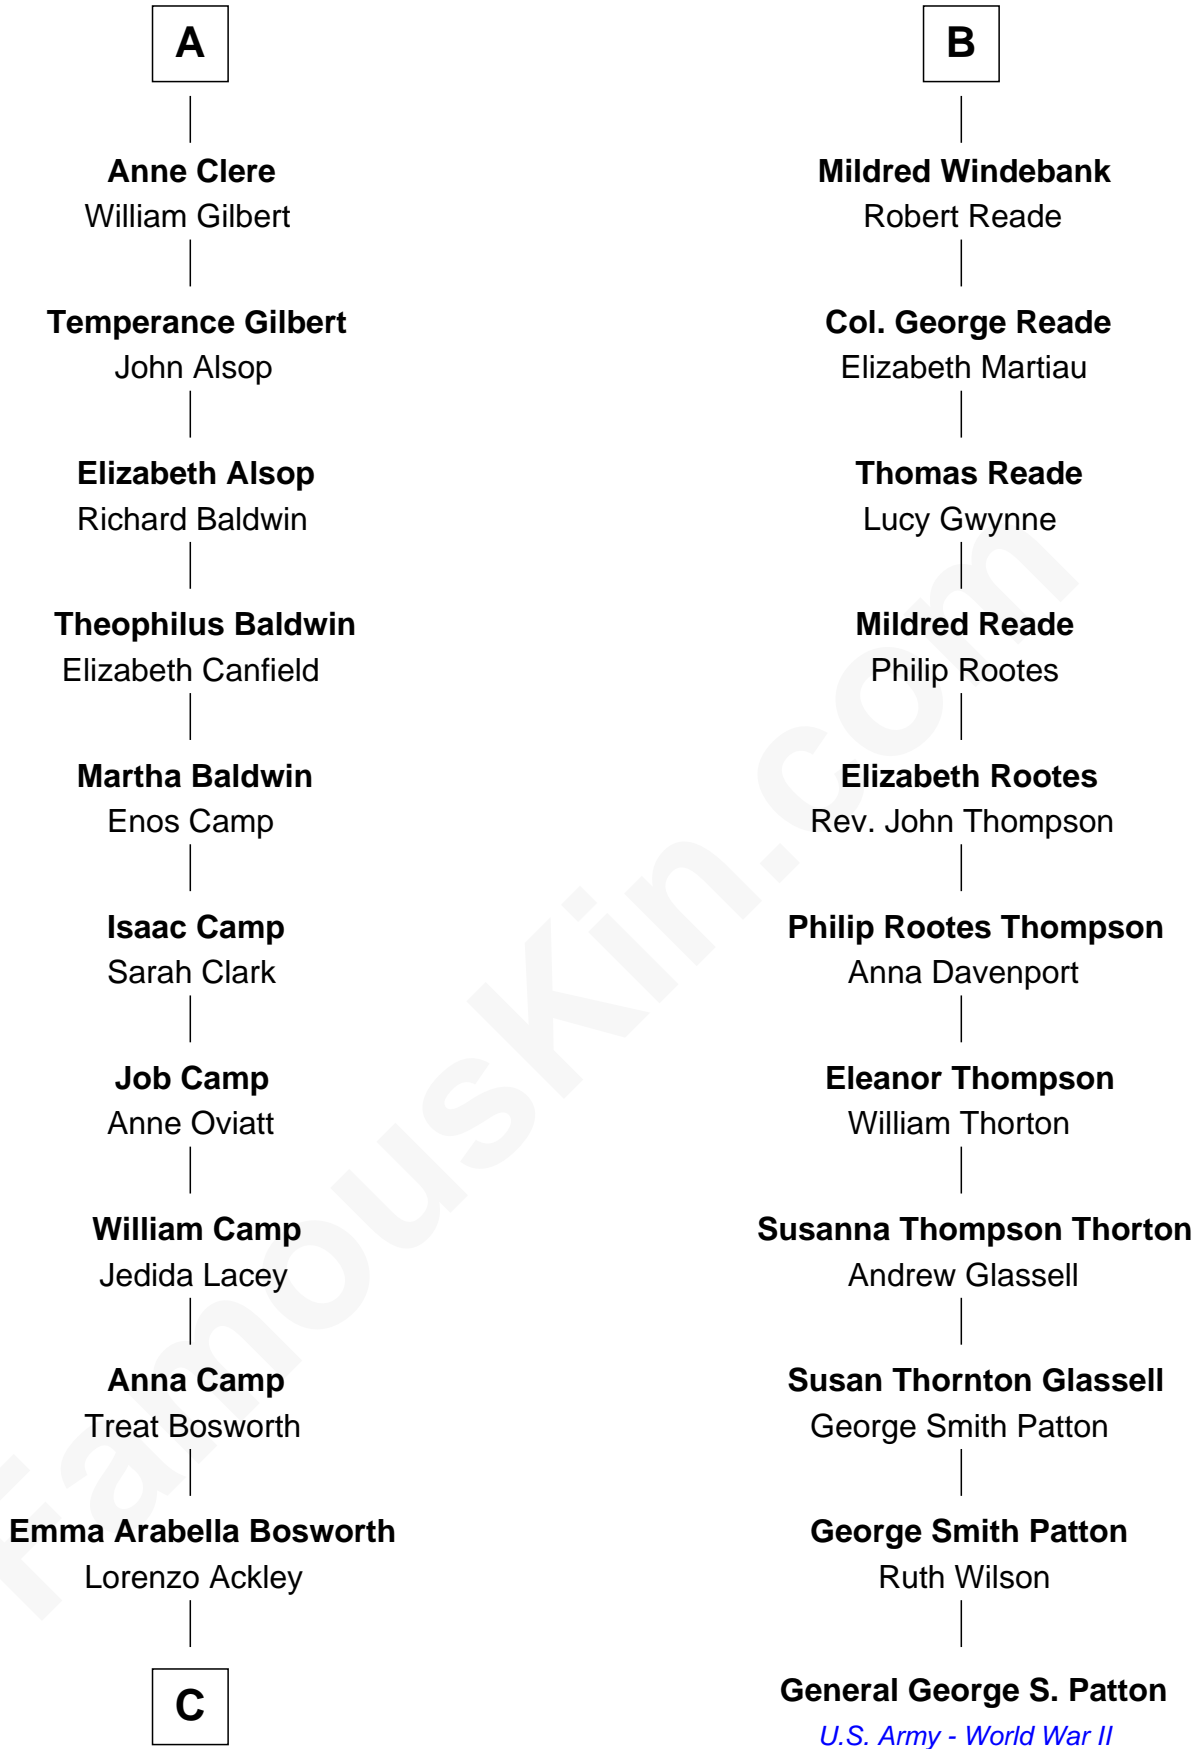 A
Anne Clere
William Gilbert
Temperance Gilbert
John Alsop
Elizabeth Alsop
Richard Baldwin
Theophilus Baldwin
Elizabeth Canfield
Martha Baldwin
Enos Camp
Isaac Camp
Sarah Clark
Job Camp
Anne Oviatt
William Camp
Jedida Lacey
Anna Camp
Treat Bosworth
Emma Arabella Bosworth
Lorenzo Ackley
C
B
Mildred Windebank
Robert Reade
Col. George Reade
Elizabeth Martiau
Thomas Reade
Lucy Gwynne
Mildred Reade
Philip Rootes
Elizabeth Rootes
Rev. John Thompson
Philip Rootes Thompson
Anna Davenport
Eleanor Thompson
William Thorton
Susanna Thompson Thorton
Andrew Glassell
Susan Thornton Glassell
George Smith Patton
George Smith Patton
Ruth Wilson
General George S. Patton
U.S. Army - World War II
FamousKin.com